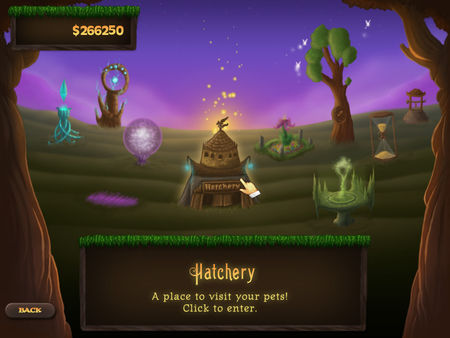 $266250
Hatchery
Hatchery
A place to visit your pets!
Click to enter.
BACK